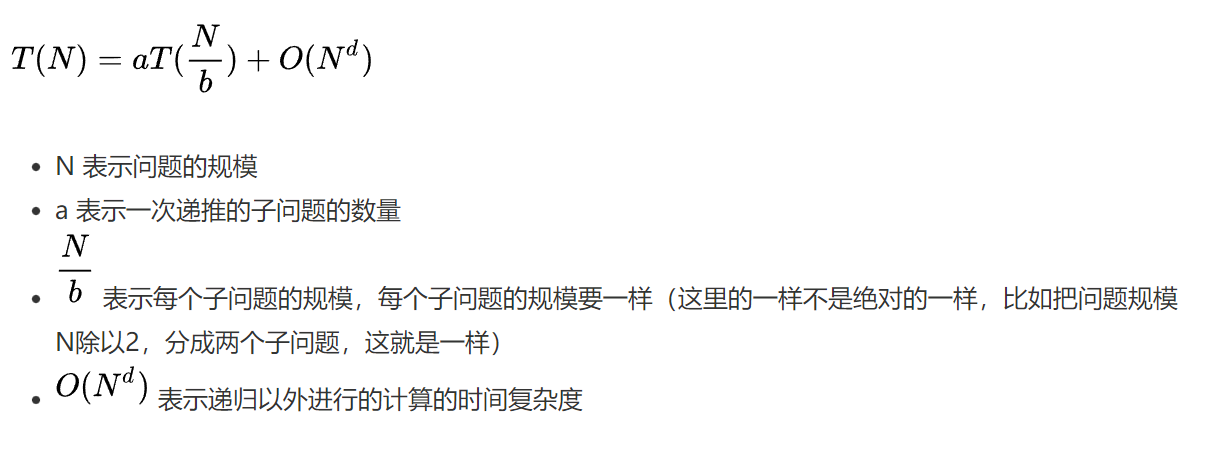 T(N) = aT(N/b) + O(N^d)
• N 表示问题的规模
• a 表示一次递推的子问题的数量
• N/b 表示每个子问题的规模，每个子问题的规模要一样（这里的一样不是绝对的一样，比如把问题规模
N除以2，分成两个子问题，这就是一样）
• O(N^d) 表示递归以外进行的计算的时间复杂度